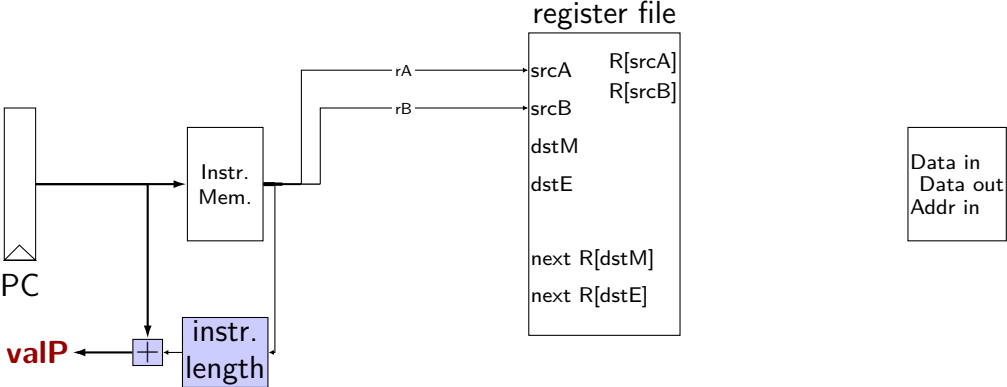 register file
srcA
R[srcA]
rA
R[srcB]
srcB
rB
dstM
dstE
Instr.
Mem.
Data in
Data out
Addr in
next R[dstM]
next R[dstE]
PC
instr.
length
+
valP